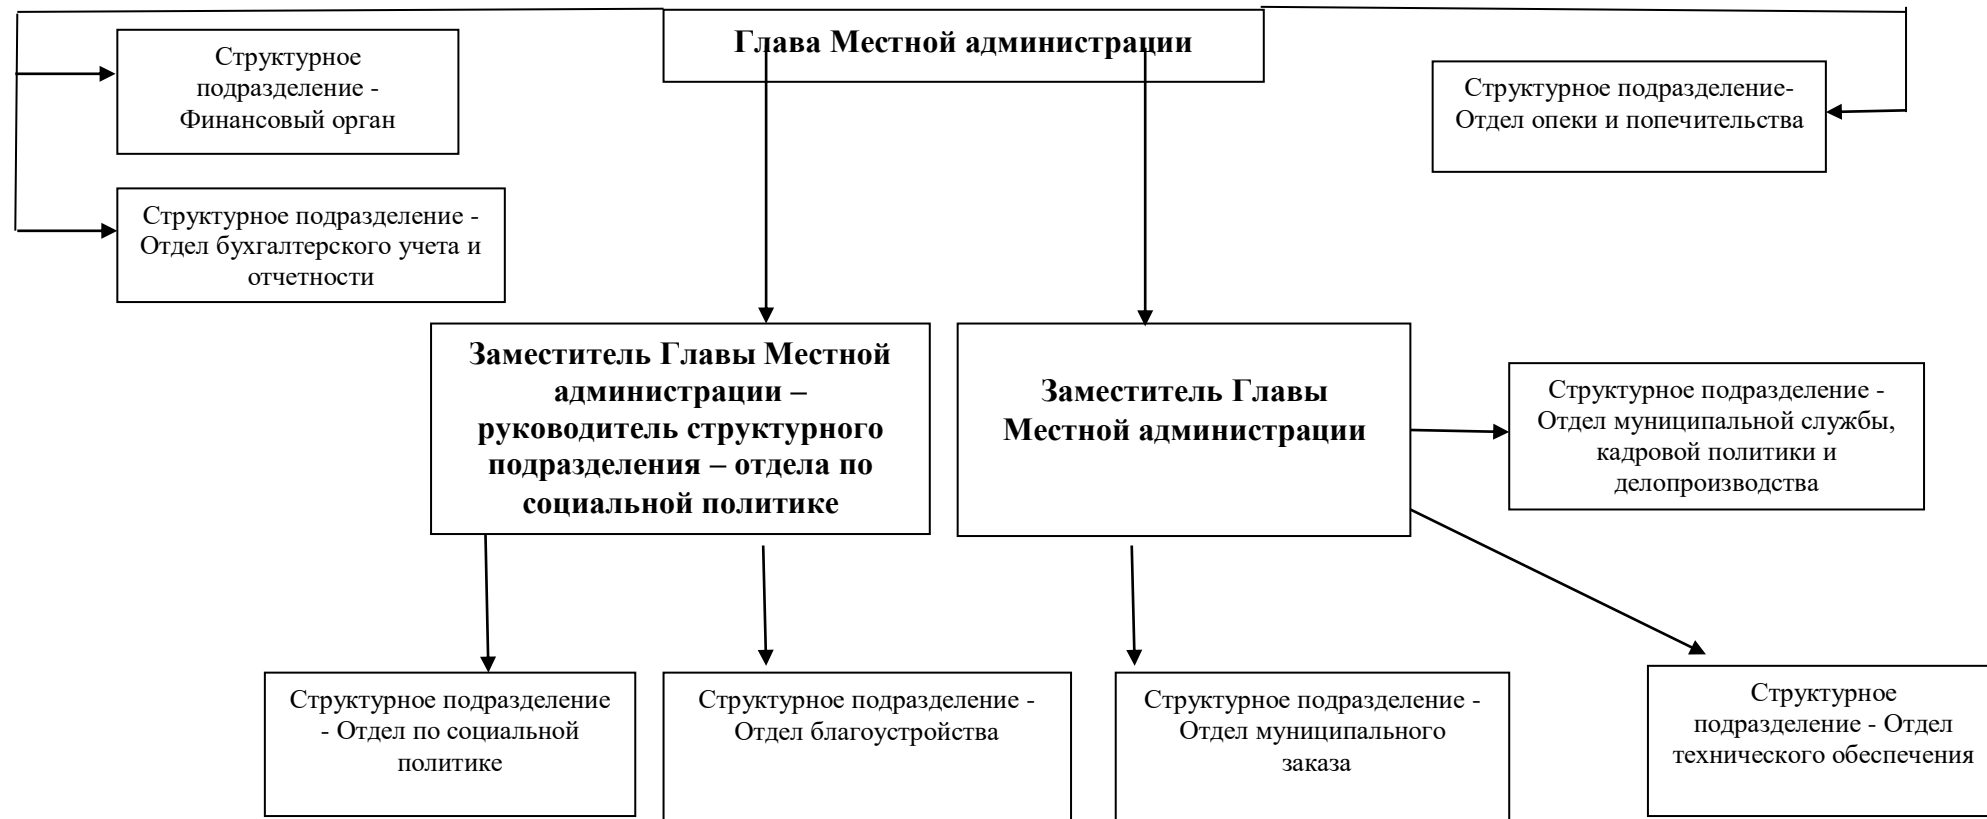 Глава Местной администрации
Структурное
подразделение -
Финансовый орган
Структурное подразделение-
Отдел опеки и попечительства
Структурное подразделение -
Отдел бухгалтерского учета и
отчетности
Заместитель Главы Местной
администрации –
руководитель структурного
подразделения – отдела по
социальной политике
Заместитель Главы
Местной администрации
Структурное подразделение -
Отдел муниципальной службы,
кадровой политики и
делопроизводства
Структурное подразделение
- Отдел по социальной
политике
Структурное подразделение -
Отдел благоустройства
Структурное подразделение -
Отдел муниципального
заказа
Структурное
подразделение - Отдел
технического обеспечения